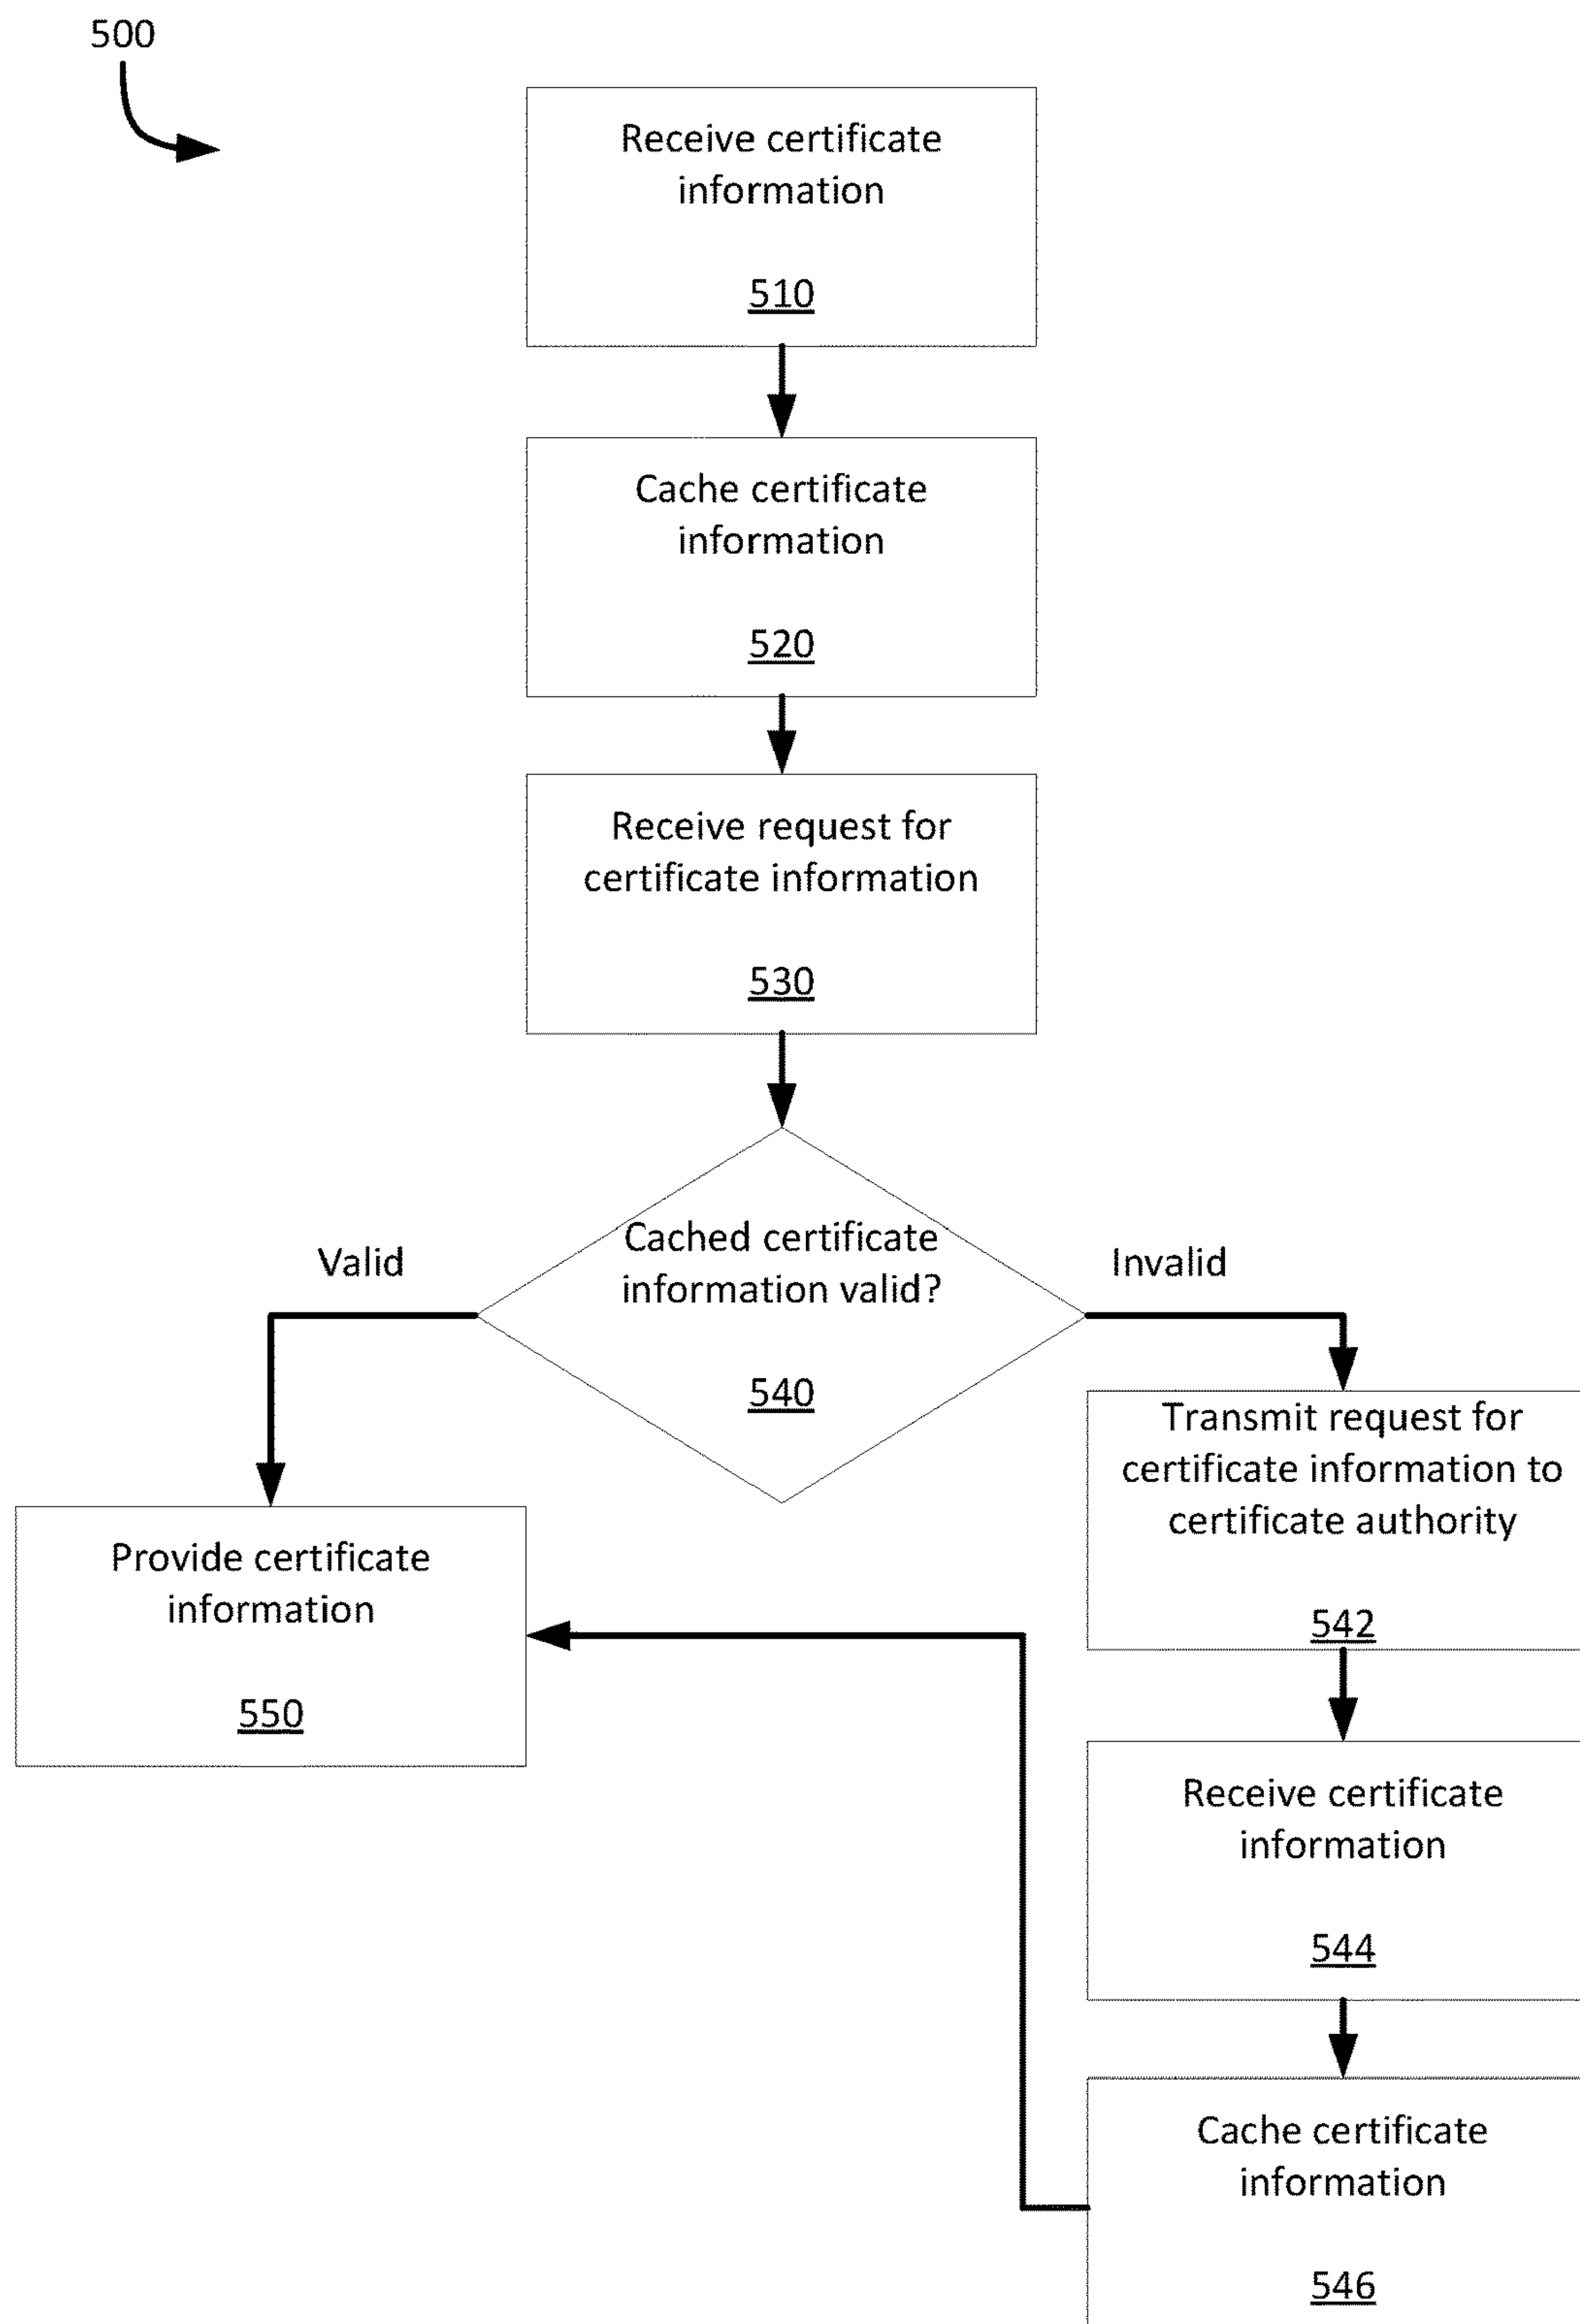 500
Receive certificate
information
510
Cache certificate
information
520
Receive request for
certificate information
530
Cached certificate
information valid?
540
Valid
Invalid
Transmit request for
certificate information to
certificate authority
542
Provide certificate
information
550
Receive certificate
information
544
Cache certificate
information
546